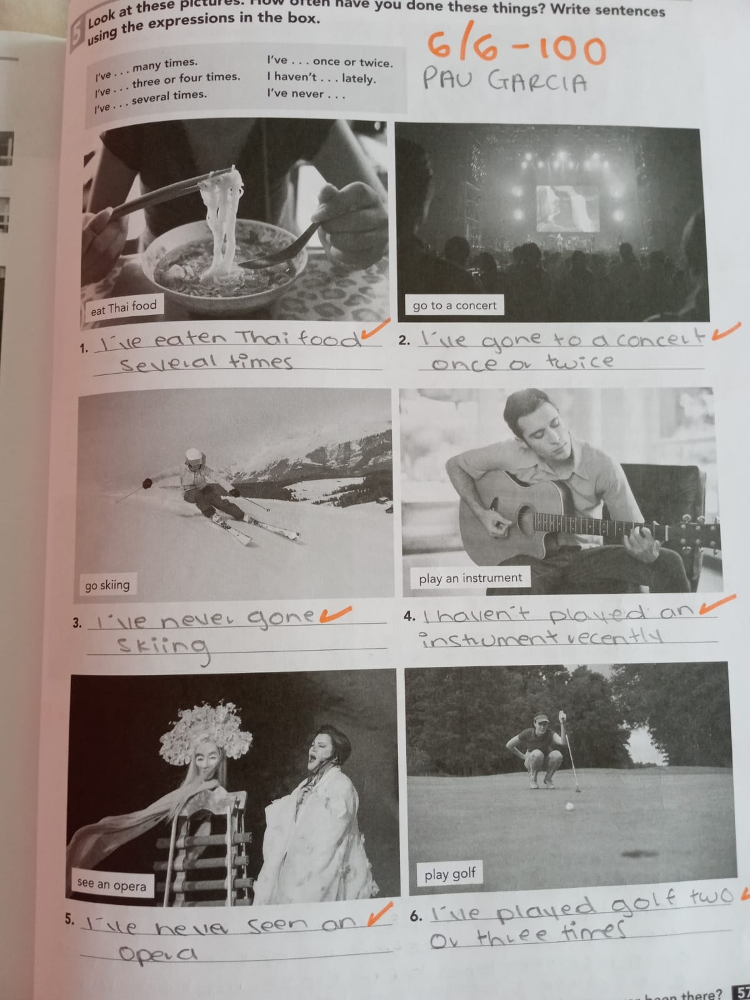 5 Look at these pictures. How often have you done these things? Write sentences
using the expressions in the box.
6/6 - 100
PAU GARCIA
I've . . . many times.
I've . . . three or four times.
I've . . . several times.
I've . . . once or twice.
I haven't . . . lately.
I've never . . .
eat Thai food
go to a concert
1. I've eaten Thai food
several times
2. I've gone to a concert
once or twice
go skiing
play an instrument
3. I've never gone
skiing
4. I haven't played an
instrument recently
see an opera
play golf
5. I've never seen an
opera
6. I've played golf two
or three times
been there? 57